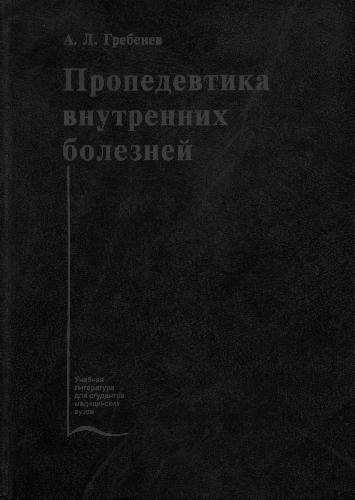 А. Л. Гребенев
Пропедевтика
внутренних
болезней
Учебная
литература
для студентов
медицинских
вузов